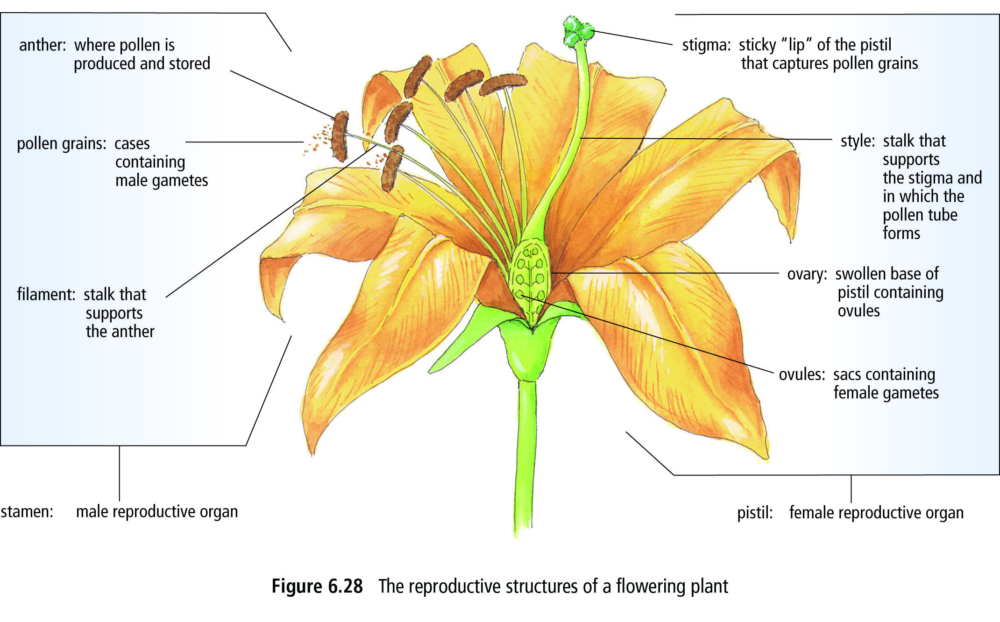 anther: where pollen is
produced and stored
pollen grains: cases
containing
male gametes
filament: stalk that
supports
the anther
stamen: male reproductive organ
stigma: sticky “lip” of the pistil
that captures pollen grains
style: stalk that
supports
the stigma and
in which the
pollen tube
forms
ovary: swollen base of
pistil containing
ovules
ovules: sacs containing
female gametes
pistil: female reproductive organ
Figure 6.28 The reproductive structures of a flowering plant